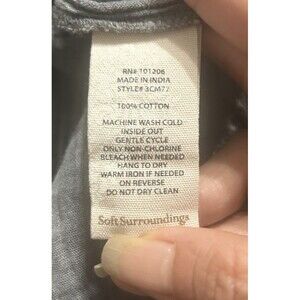 RN# 101206
MADE IN INDIA
STYLE# 3CM72
100% COTTON
MACHINE WASH COLD
INSIDE OUT
GENTLE CYCLE
ONLY NON-CHLORINE
BLEACH WHEN NEEDED
HANG TO DRY
WARM IRON IF NEEDED
ON REVERSE
DO NOT DRY CLEAN
Soft Surroundings